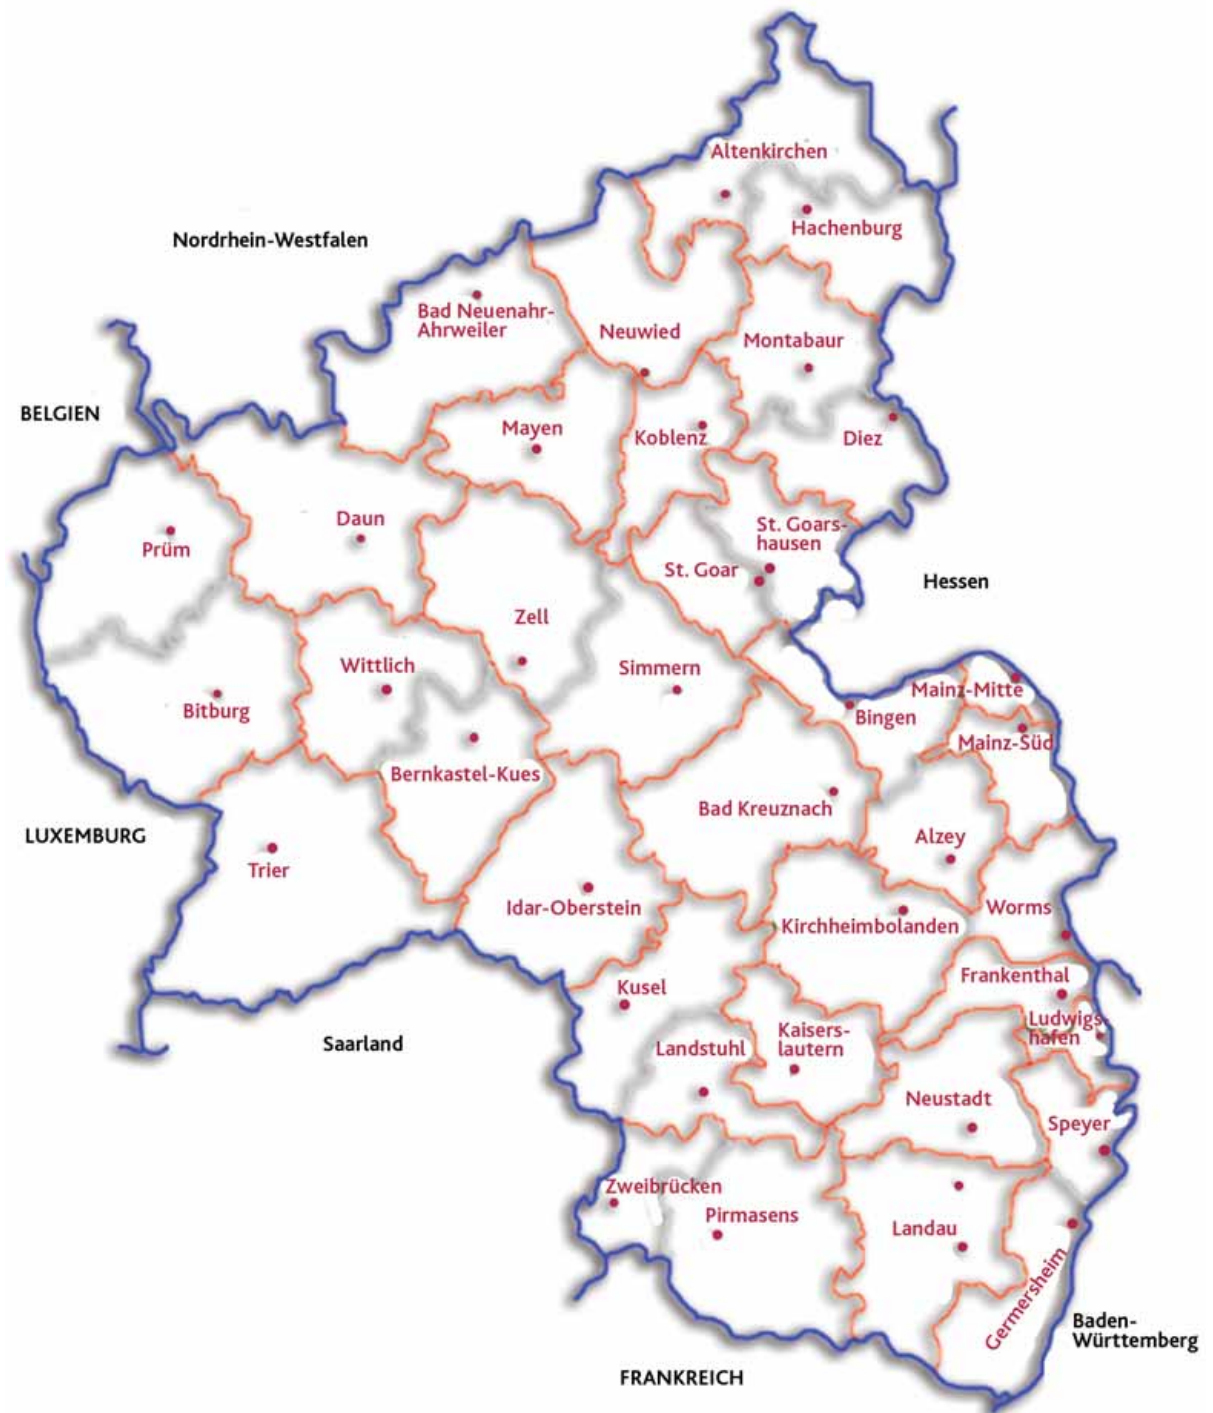 Altenkirchen
Hachenburg
Nordrhein-Westfalen
Bad Neuenahr-
Ahrweiler
Neuwied
Montabaur
BELGIEN
Mayen
Koblenz
Diez
Daun
Prüm
St. Goars-
hausen
St. Goar
Hessen
Zell
Wittlich
Simmern
Bitburg
Mainz-Mitte
Bingen
Mainz-Süd
Bernkastel-Kues
Bad Kreuznach
LUXEMBURG
Alzey
Trier
Idar-Oberstein
Worms
Kirchheimbolanden
Frankenthal
Kusel
Ludwigs-
hafen
Kaisers-
lautern
Saarland
Landstuhl
Neustadt
Speyer
Zweibrücken
Pirmasens
Landau
Germersheim
Baden-
Württemberg
FRANKREICH